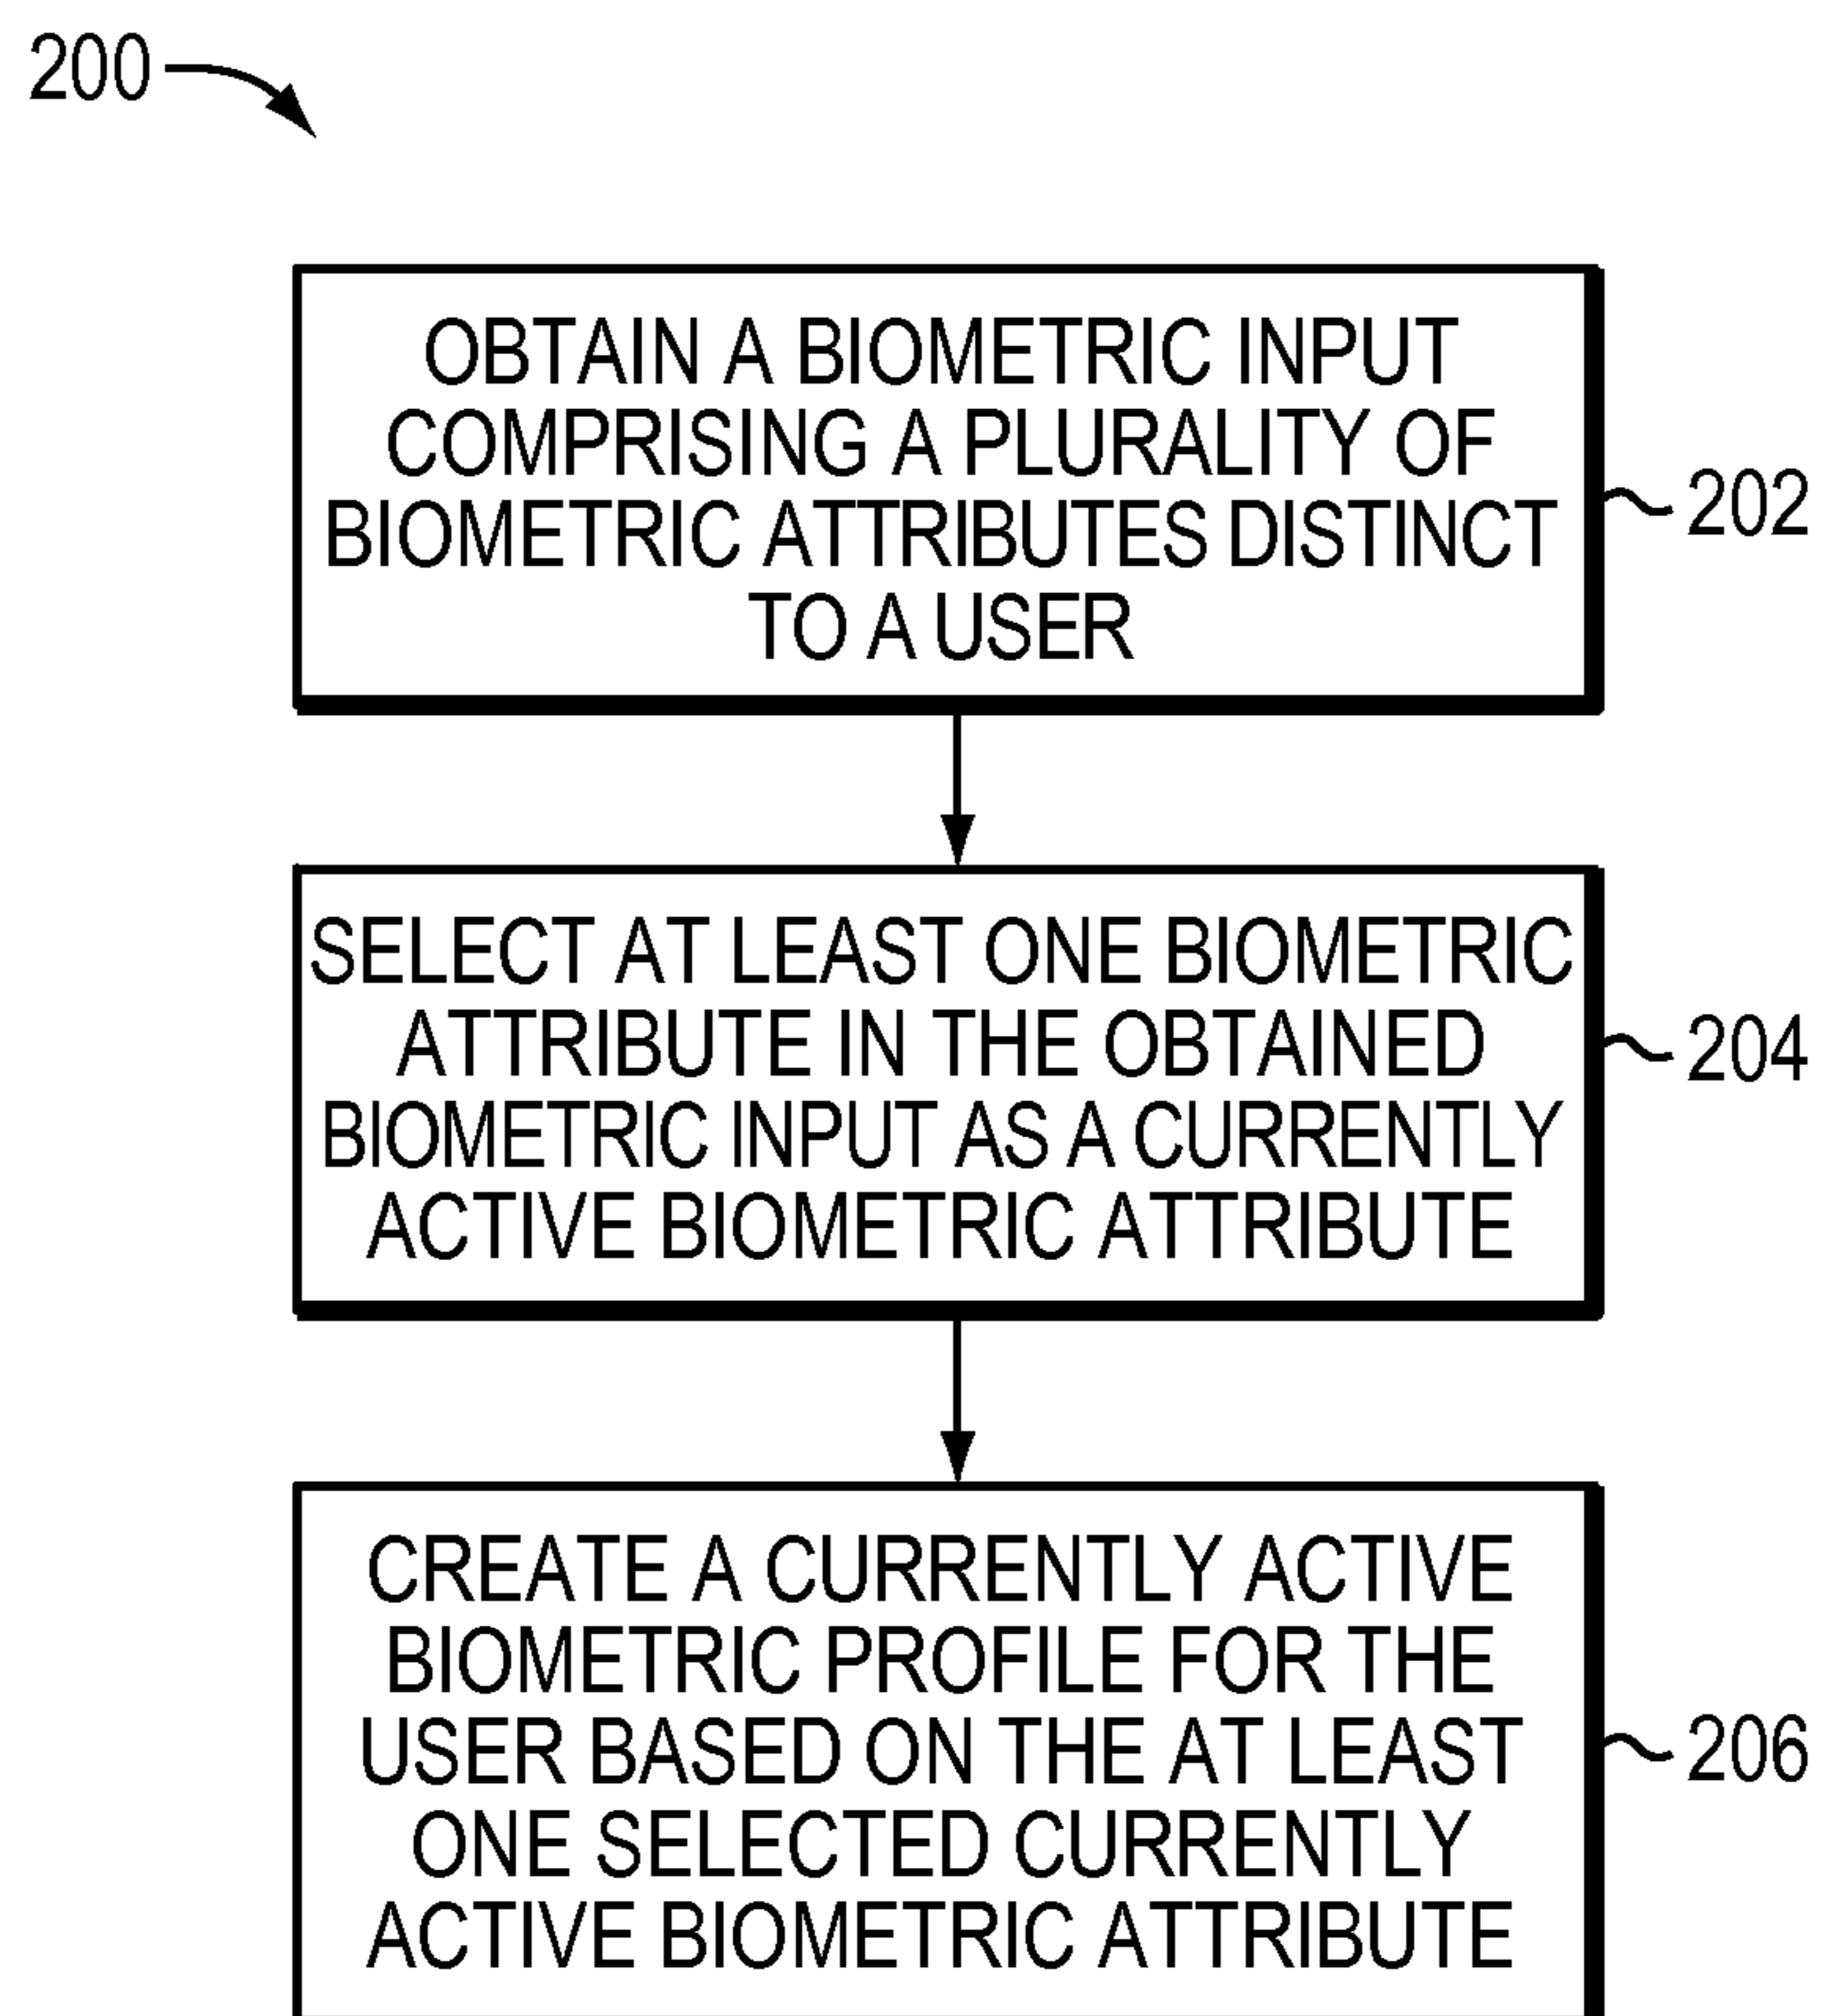 200
OBTAIN A BIOMETRIC INPUT
COMPRISING A PLURALITY OF
BIOMETRIC ATTRIBUTES DISTINCT
TO A USER
202
SELECT AT LEAST ONE BIOMETRIC
ATTRIBUTE IN THE OBTAINED
BIOMETRIC INPUT AS A CURRENTLY
ACTIVE BIOMETRIC ATTRIBUTE
204
CREATE A CURRENTLY ACTIVE
BIOMETRIC PROFILE FOR THE
USER BASED ON THE AT LEAST
ONE SELECTED CURRENTLY
ACTIVE BIOMETRIC ATTRIBUTE
206